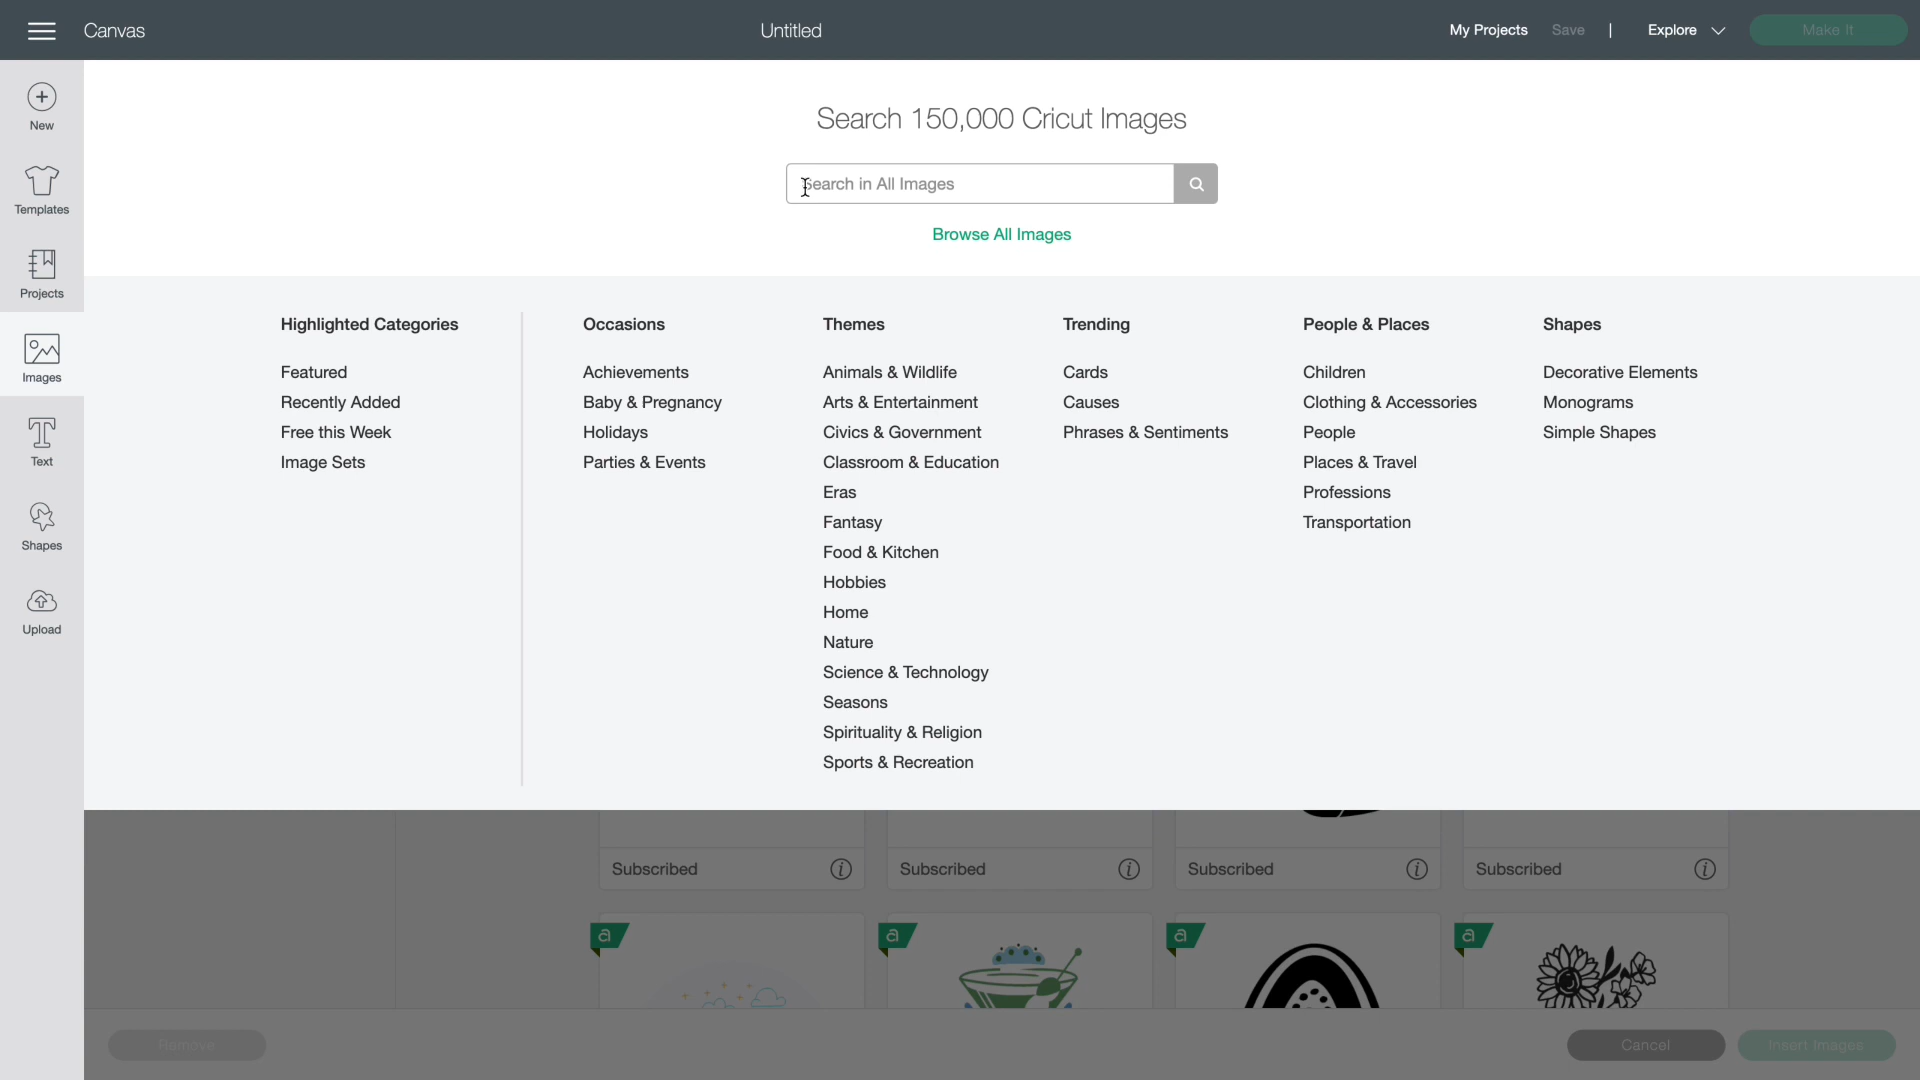 Canvas
Untitled
My Projects
Save
|
Explore
Make It
New
Templates
Projects
Images
Text
Shapes
Upload
Search 150,000 Cricut Images
Search in All Images
Browse All Images
Highlighted Categories
Featured
Recently Added
Free this Week
Image Sets
Occasions
Achievements
Baby & Pregnancy
Holidays
Parties & Events
Themes
Animals & Wildlife
Arts & Entertainment
Civics & Government
Classroom & Education
Eras
Fantasy
Food & Kitchen
Hobbies
Home
Nature
Science & Technology
Seasons
Spirituality & Religion
Sports & Recreation
Trending
Cards
Causes
Phrases & Sentiments
People & Places
Children
Clothing & Accessories
People
Places & Travel
Professions
Transportation
Shapes
Decorative Elements
Monograms
Simple Shapes
Subscribed
i
Subscribed
i
Subscribed
i
Subscribed
i
a
a
a
a
Remove
Cancel
Insert Images